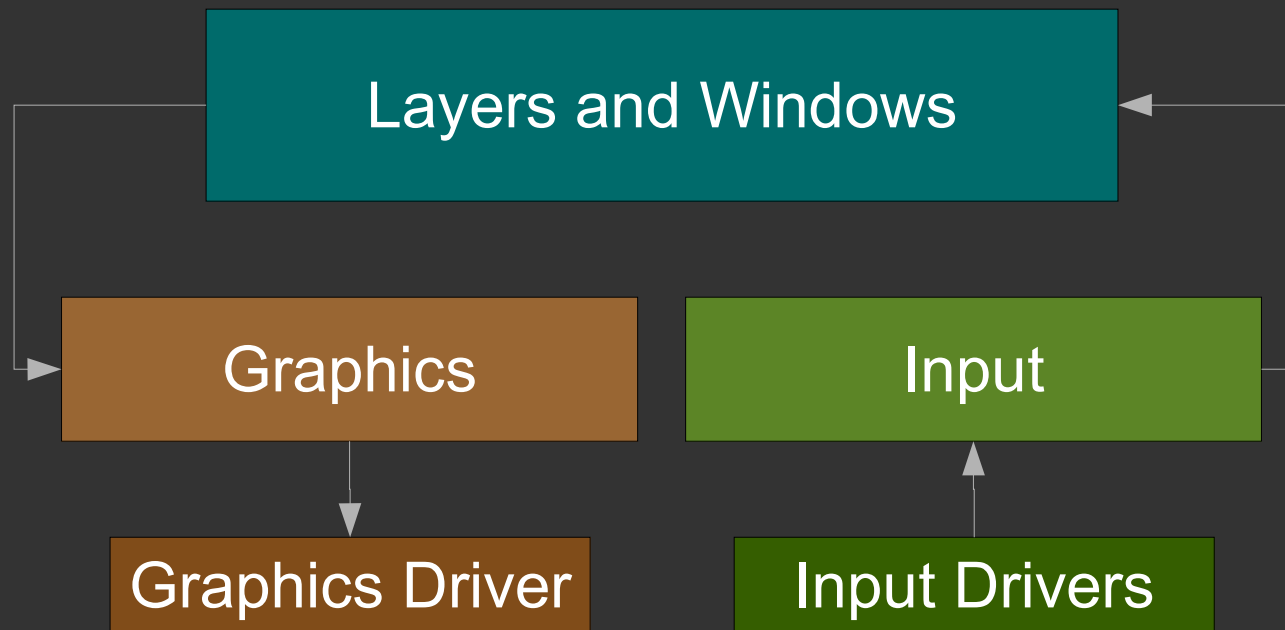 Layers and Windows
Graphics
Input
Graphics Driver
Input Drivers